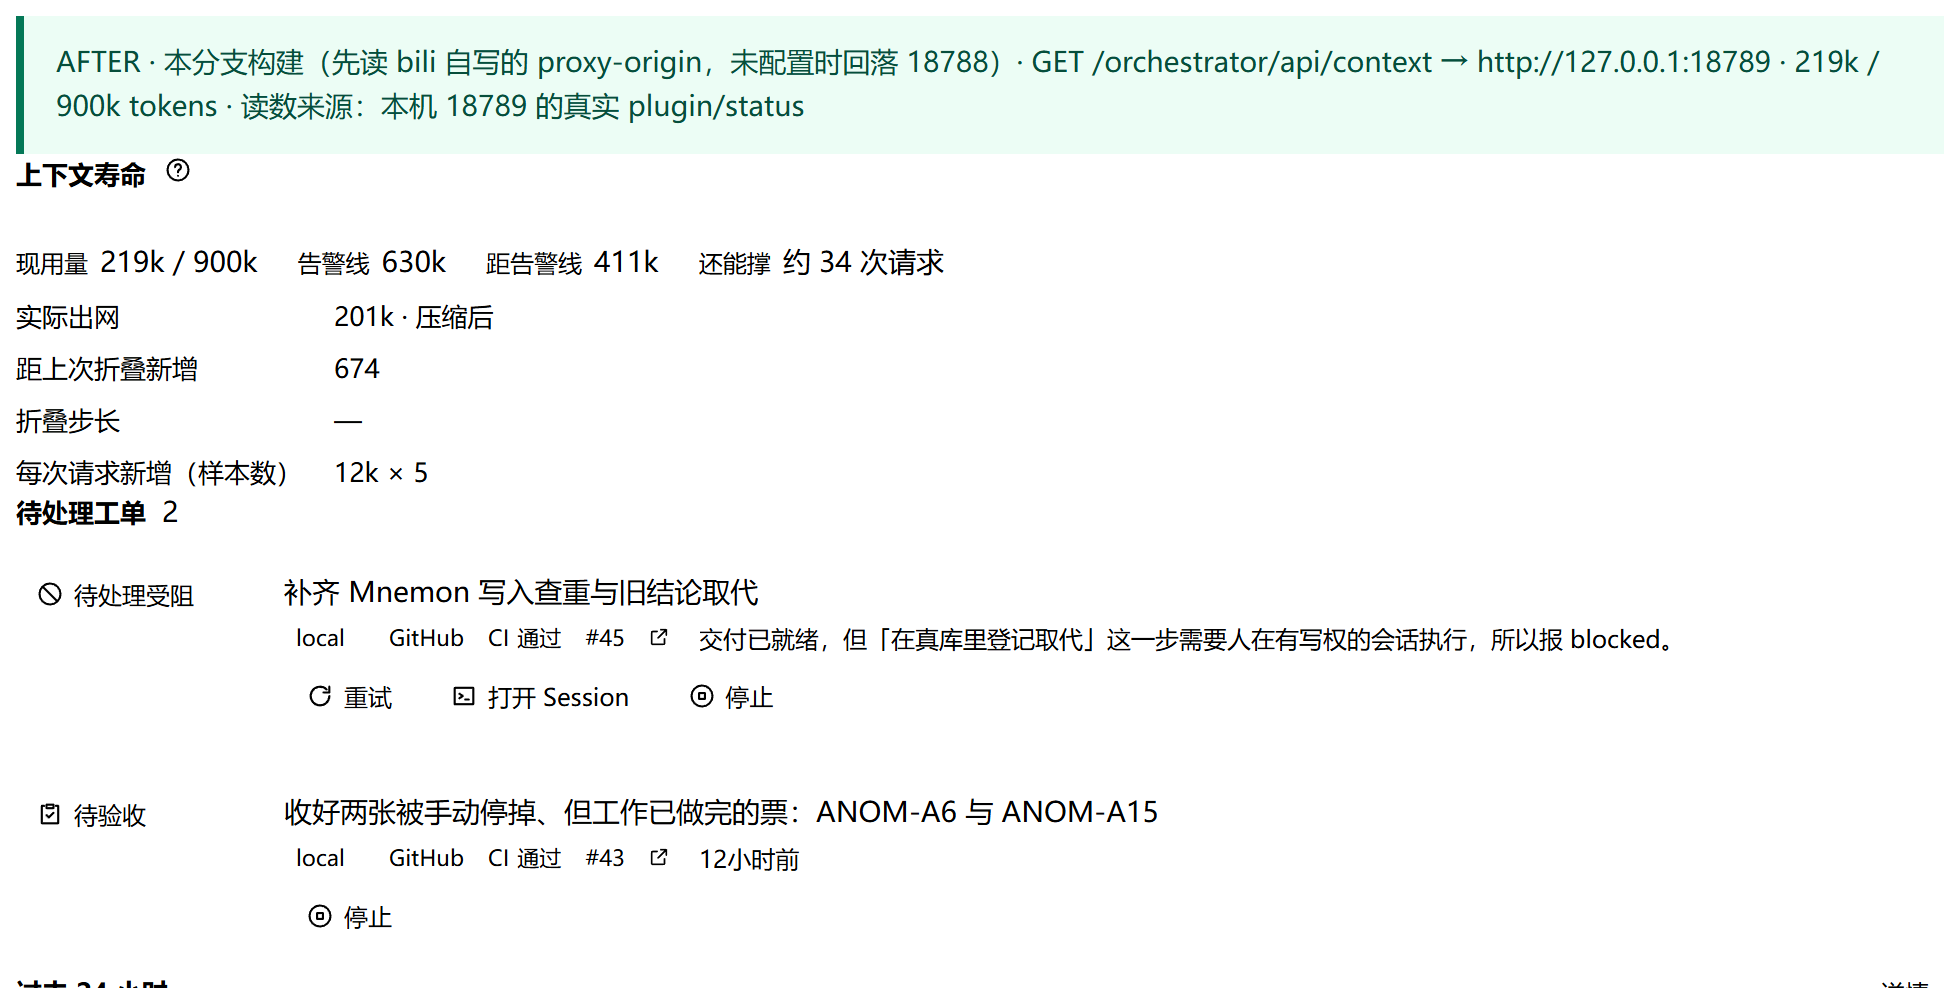 AFTER · 本分支构建（先读 bili 自写的 proxy-origin，未配置时回落 18788）· GET /orchestrator/api/context → http://127.0.0.1:18789 · 219k /
900k tokens · 读数来源：本机 18789 的真实 plugin/status
上下文寿命
现用量 219k / 900k 告警线 630k 距告警线 411k 还能撑 约 34 次请求
实际出网 201k · 压缩后
距上次折叠新增 674
折叠步长 —
每次请求新增（样本数） 12k × 5
待处理工单 2
待处理受阻 补齐 Mnemon 写入查重与旧结论取代
local GitHub CI 通过 #45 交付已就绪，但「在真库里登记取代」这一步需要人在有写权的会话执行，所以报 blocked。
重试 打开 Session 停止
待验收 收好两张被手动停掉、但工作已做完的票：ANOM-A6 与 ANOM-A15
local GitHub CI 通过 #43 12小时前
停止
过去 24 小时 详情